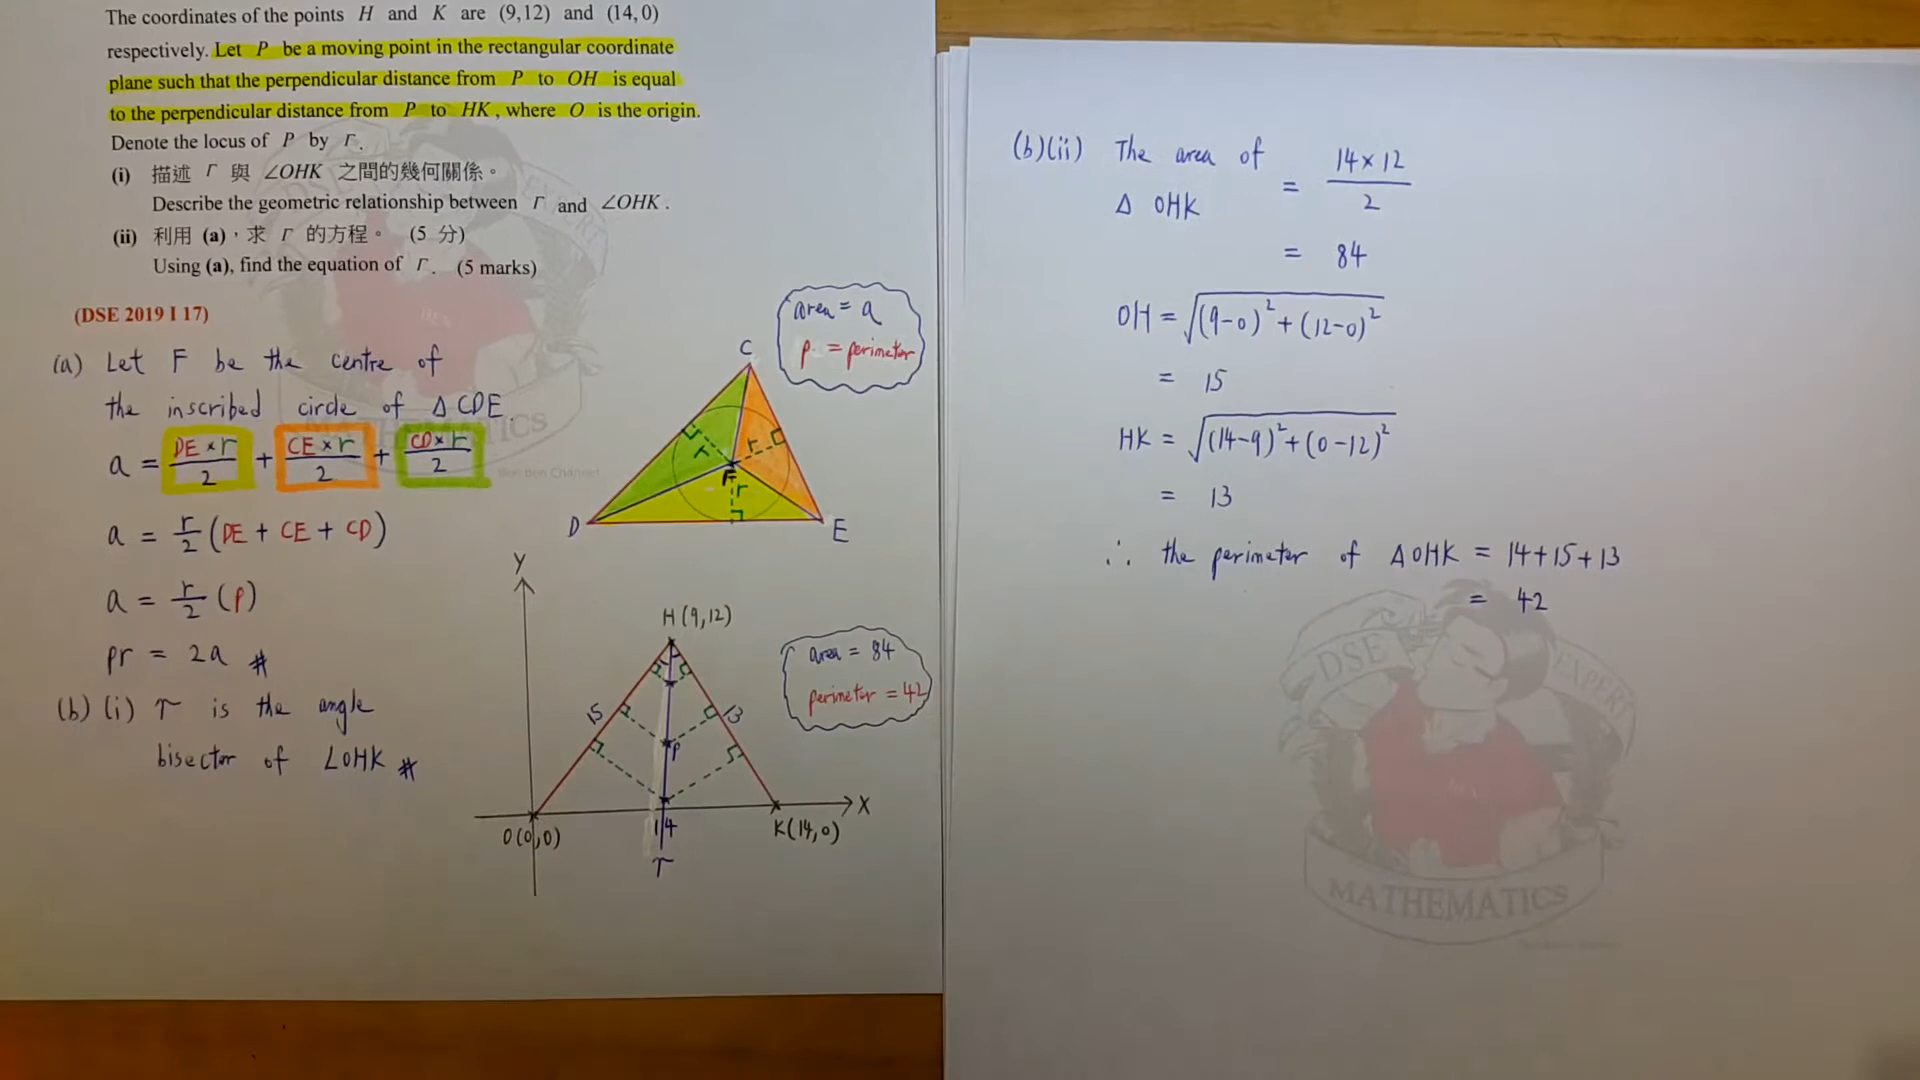 The coordinates of the points H and K are (9,12) and (14,0)
respectively. Let P be a moving point in the rectangular coordinate
plane such that the perpendicular distance from P to OH is equal
to the perpendicular distance from P to HK, where O is the origin.
Denote the locus of P by Γ.
(i) 描述 Γ 與 ∠OHK 之間的幾何關係。
Describe the geometric relationship between Γ and ∠OHK.
(ii) 利用 (a)，求 Γ 的方程。 (5 分)
Using (a), find the equation of Γ. (5 marks)
(DSE 2019 I 17)
(a) Let F be the centre of
the inscribed circle of Δ CDE.
a = DE × r / 2 + CE × r / 2 + CD × r / 2
a = r/2 (DE + CE + CD)
a = r/2 (p)
pr = 2a #
(b) (i) Γ is the angle
bisector of ∠OHK #
area = a
p = perimeter
C
D
E
F
r
r
r
Y
H(9,12)
15
13
P
O(0,0)
14
K(14,0)
X
Γ
area = 84
perimeter = 42
(b)(ii) The area of Δ OHK = 14 × 12 / 2
= 84
OH = √((9-0)² + (12-0)²)
= 15
HK = √((14-9)² + (0-12)²)
= 13
∴ the perimeter of Δ OHK = 14+15+13
= 42
DSE EXPERT
MATHEMATICS
DSE EXPERT
MATHEMATICS